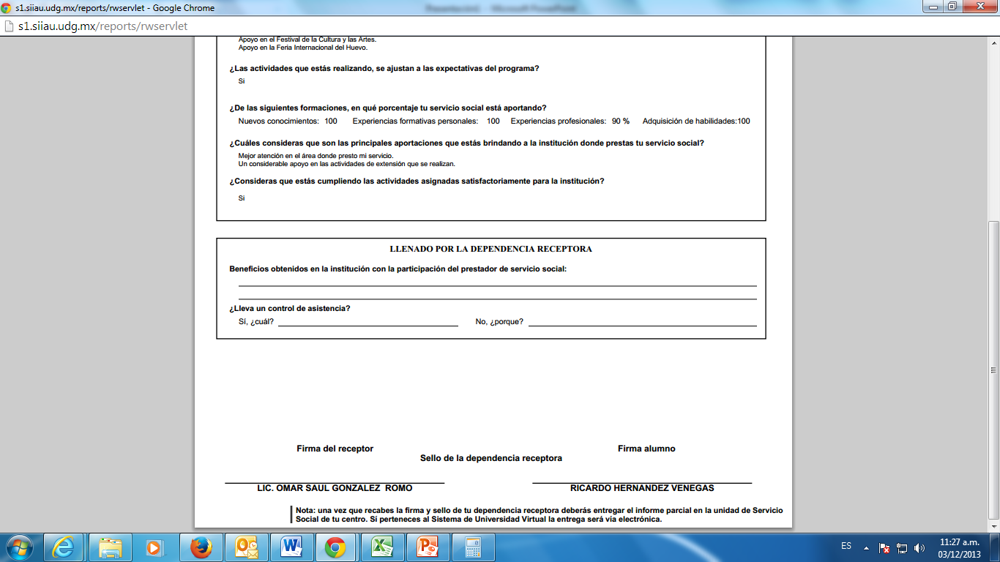 s1.siiau.udg.mx/reports/rwservlet - Google Chrome
Presentación1 - Microsoft PowerPoint
s1.siiau.udg.mx/reports/rwservlet
Apoyo en el Festival de la Cultura y las Artes.
Apoyo en la Feria Internacional del Huevo.
¿Las actividades que estás realizando, se ajustan a las expectativas del programa?
Si
¿De las siguientes formaciones, en qué porcentaje tu servicio social está aportando?
Nuevos conocimientos: 100 Experiencias formativas personales: 100 Experiencias profesionales: 90 % Adquisición de habilidades:100
¿Cuáles consideras que son las principales aportaciones que estás brindando a la institución donde prestas tu servicio social?
Mejor atención en el área donde presto mi servicio.
Un considerable apoyo en las actividades de extensión que se realizan.
¿Consideras que estás cumpliendo las actividades asignadas satisfactoriamente para la institución?
Si
LLENADO POR LA DEPENDENCIA RECEPTORA
Beneficios obtenidos en la institución con la participación del prestador de servicio social:
¿Lleva un control de asistencia?
Sí, ¿cuál? No, ¿porque?
Firma del receptor Firma alumno
Sello de la dependencia receptora
LIC. OMAR SAUL GONZALEZ ROMO RICARDO HERNANDEZ VENEGAS
Nota: una vez que recabes la firma y sello de tu dependencia receptora deberás entregar el informe parcial en la unidad de Servicio
Social de tu centro. Si perteneces al Sistema de Universidad Virtual la entrega será vía electrónica.
ES
11:27 a.m.
03/12/2013